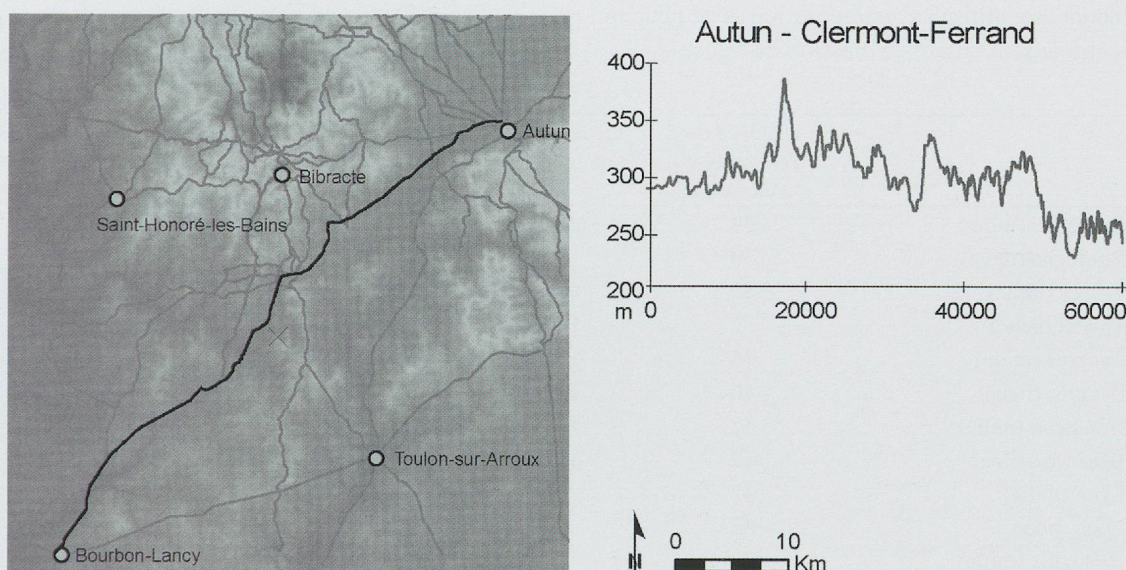 Autun
Bibracte
Saint-Honoré-les-Bains
Toulon-sur-Arroux
Bourbon-Lancy
Autun - Clermont-Ferrand
400
350
300
250
200
m 0 20000 40000 60000
N
0 10
Km